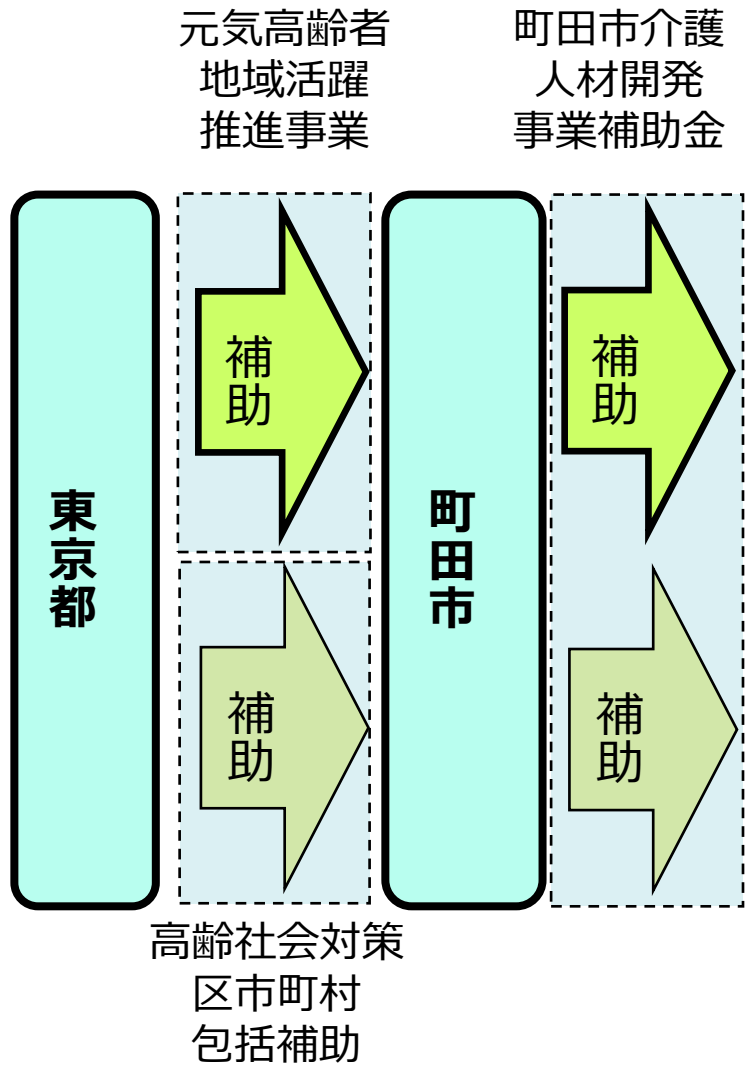 元気高齢者
地域活躍
推進事業
町田市介護
人材開発
事業補助金
東京都
補助
補助
町田市
補助
補助
高齢社会対策
区市町村
包括補助